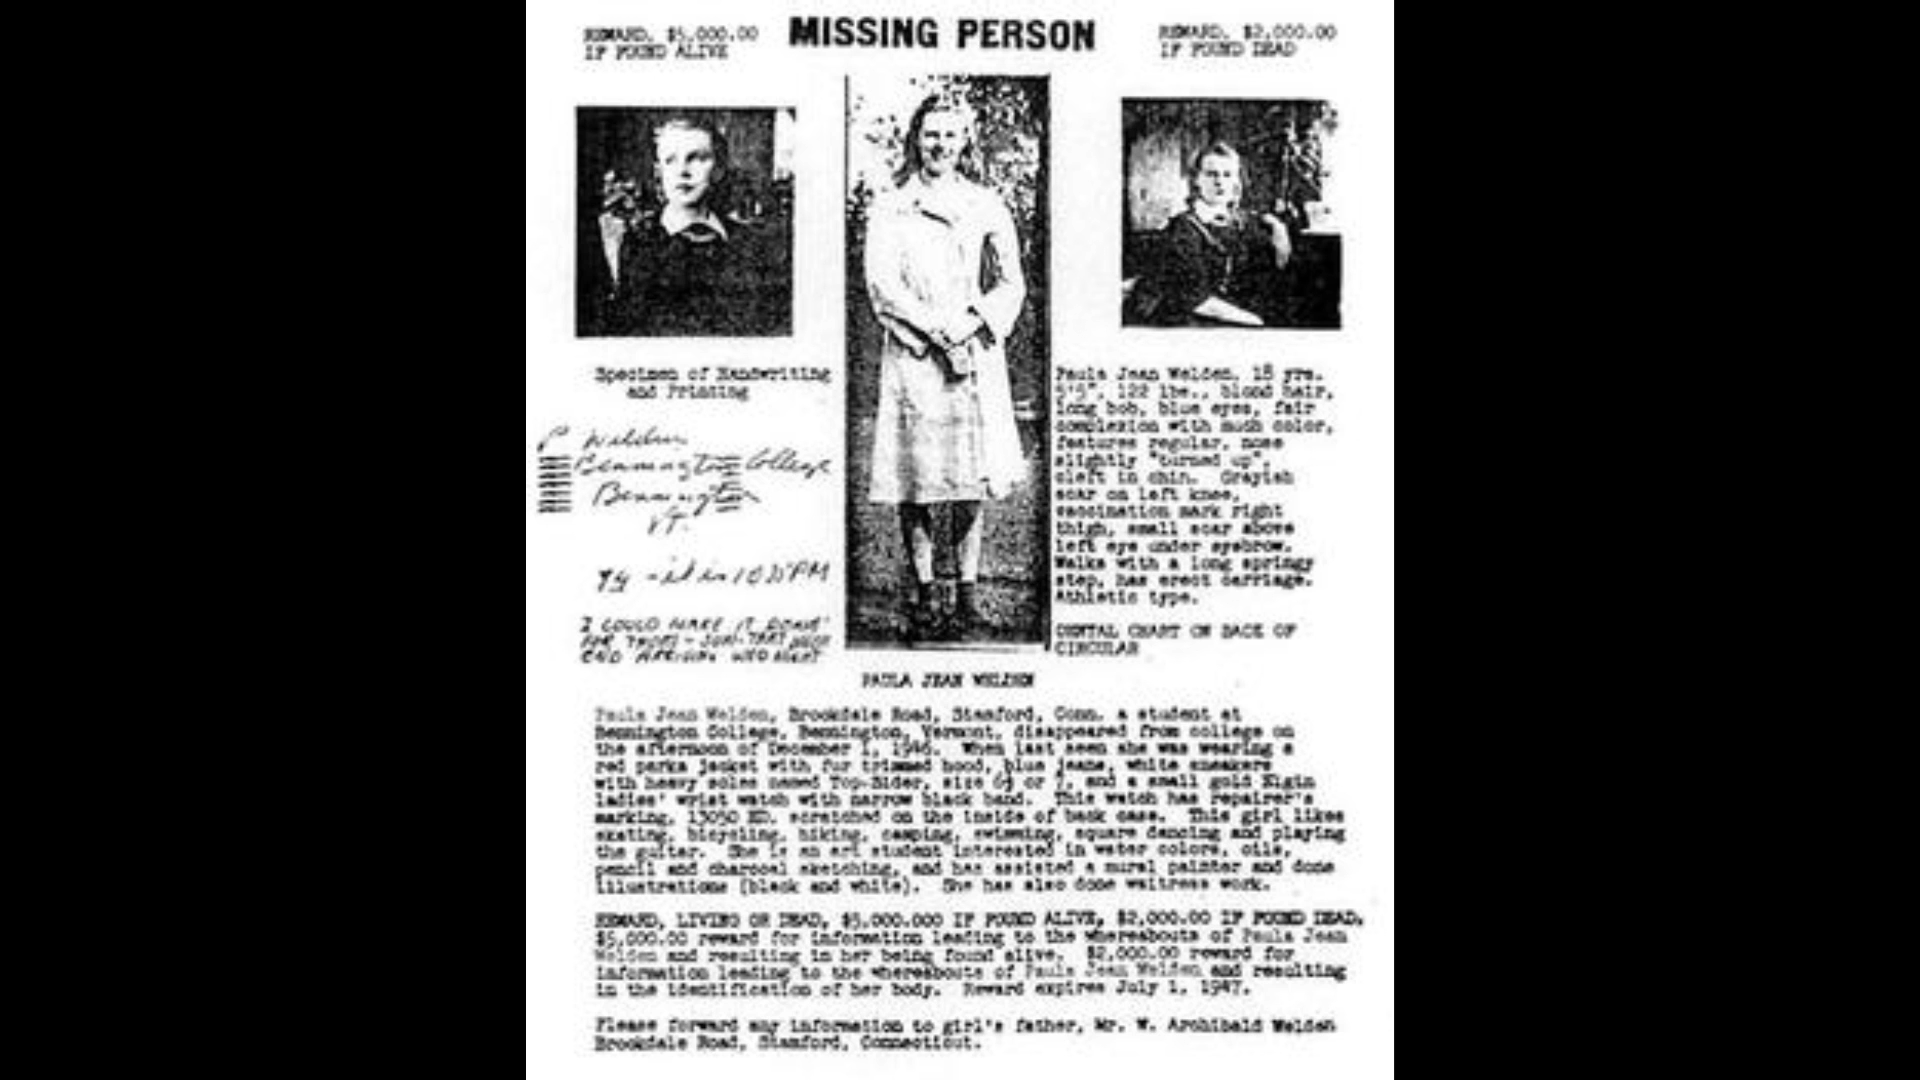 REWARD, $5,000.00
IF FOUND ALIVE
MISSING PERSON
REWARD, $2,000.00
IF FOUND DEAD
Specimen of Handwriting
and Printing
P Welden
Bennington College
Bennington
Vt.
I COULD MAKE IT DOWN
Paula Jean Welden, 18 yrs.
5'5", 122 lbs., blond hair,
long bob, blue eyes, fair
complexion with much color,
features regular, nose
slightly "turned up",
cleft in chin. Grayish
scar on left knee,
vaccination mark right
thigh, small scar above
left eye under eyebrow.
Walks with a long springy
step, has erect carriage.
Athletic type.
DENTAL CHART ON BACK OF
CIRCULAR
PAULA JEAN WELDEN
Paula Jean Welden, Brookdale Road, Stamford, Conn. a student at
Bennington College, Bennington, Vermont, disappeared from college on
the afternoon of December 1, 1946. When last seen she was wearing a
red parka jacket with fur trimmed hood, blue jeans, white sneakers
with heavy soles named Top-Sider, size 6½ or 7, and a small gold Elgin
ladies' wrist watch with narrow black band. This watch has repairer's
marking, 13050 HD. scratched on the inside of back case. This girl likes
skating, bicycling, hiking, camping, swimming, square dancing and playing
the guitar. She is an art student interested in water colors, oils,
pencil and charcoal sketching, and has assisted a mural painter and done
illustrations (black and white). She has also done waitress work.
REWARD, LIVING OR DEAD, $5,000.000 IF FOUND ALIVE, $2,000.00 IF FOUND DEAD,
$5,000.00 reward for information leading to the whereabouts of Paula Jean
Welden and resulting in her being found alive. $2,000.00 reward for
information leading to the whereabouts of Paula Jean Welden and resulting
in the identification of her body. Reward expires July 1, 1947.
Please forward any information to girl's father, Mr. W. Archibald Welden
Brookdale Road, Stamford, Connecticut.